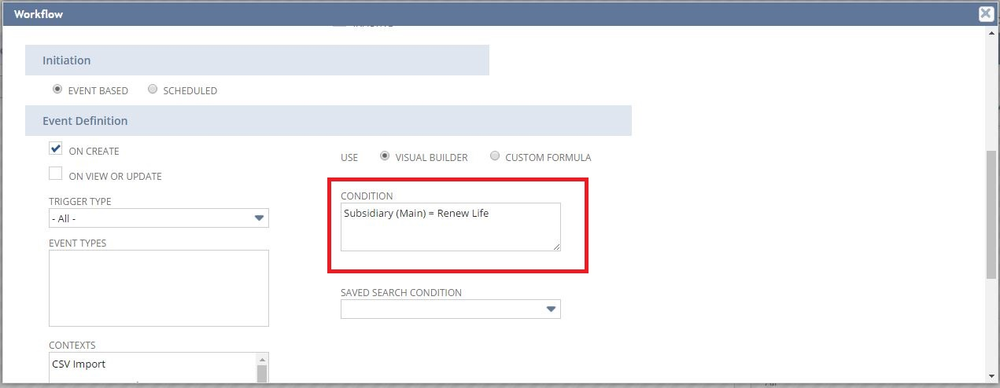 Workflow
Initiation
EVENT BASED
SCHEDULED
Event Definition
ON CREATE
ON VIEW OR UPDATE
TRIGGER TYPE
- All -
EVENT TYPES
CONTEXTS
CSV Import
USE
VISUAL BUILDER
CUSTOM FORMULA
CONDITION
Subsidiary (Main) = Renew Life
SAVED SEARCH CONDITION